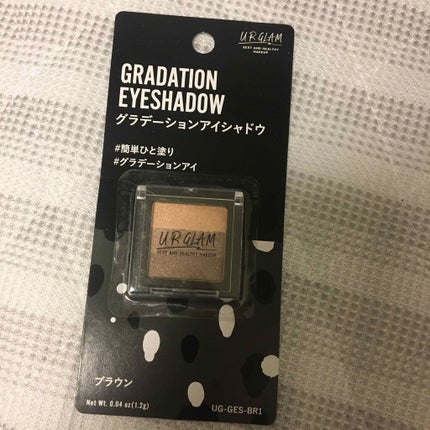 URGLAM
SEXY AND HEALTHY
MAKEUP
GRADATION
EYESHADOW
グラデーションアイシャドウ
#簡単ひと塗り
#グラデーションアイ
URGLAM
SEXY AND HEALTHY MAKEUP
ブラウン
Net Wt. 0.04 oz(1.2g)
UG-GES-BR1